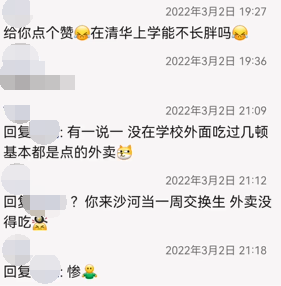 2022年3月2日 19:27
给你点个赞😝在清华上学能不长胖吗😝
2022年3月2日 19:36
2022年3月2日 21:09
回复: 有一说一 没在学校外面吃过几顿
基本都是点的外卖😼
2022年3月2日 21:12
回复: ？你来沙河当一周交换生 外卖没
得吃
2022年3月2日 21:18
回复: 惨